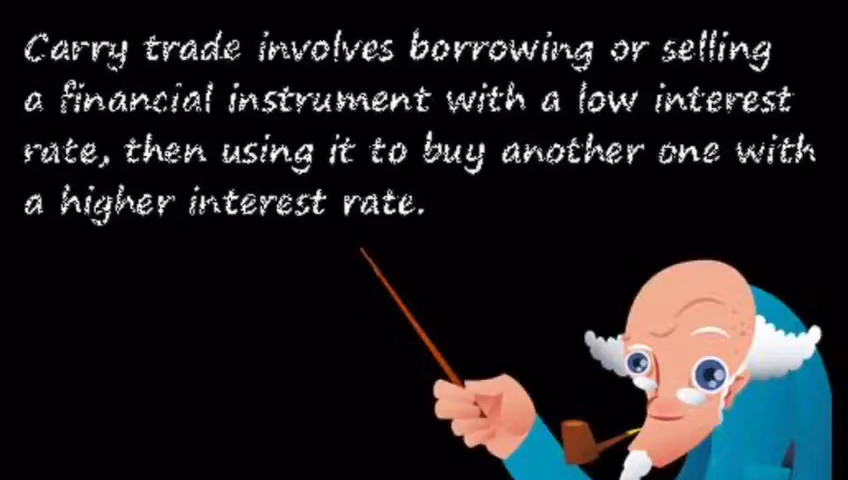 Carry trade involves borrowing or selling
a financial instrument with a low interest
rate, then using it to buy another one with
a higher interest rate.